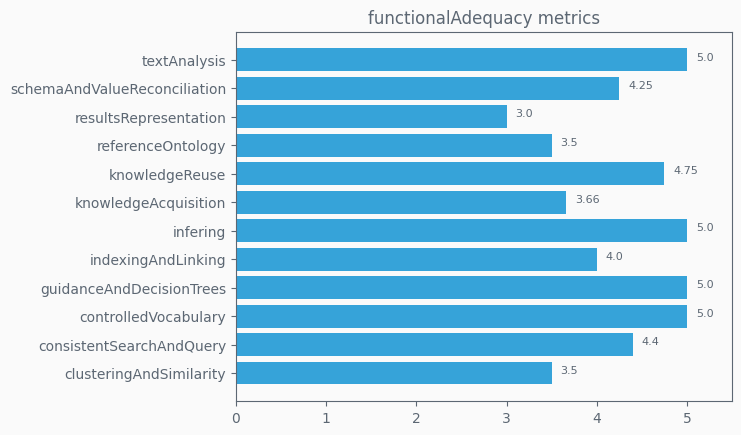 functionalAdequacy metrics
textAnalysis 5.0
schemaAndValueReconciliation 4.25
resultsRepresentation 3.0
referenceOntology 3.5
knowledgeReuse 4.75
knowledgeAcquisition 3.66
infering 5.0
indexingAndLinking 4.0
guidanceAndDecisionTrees 5.0
controlledVocabulary 5.0
consistentSearchAndQuery 4.4
clusteringAndSimilarity 3.5
0 1 2 3 4 5